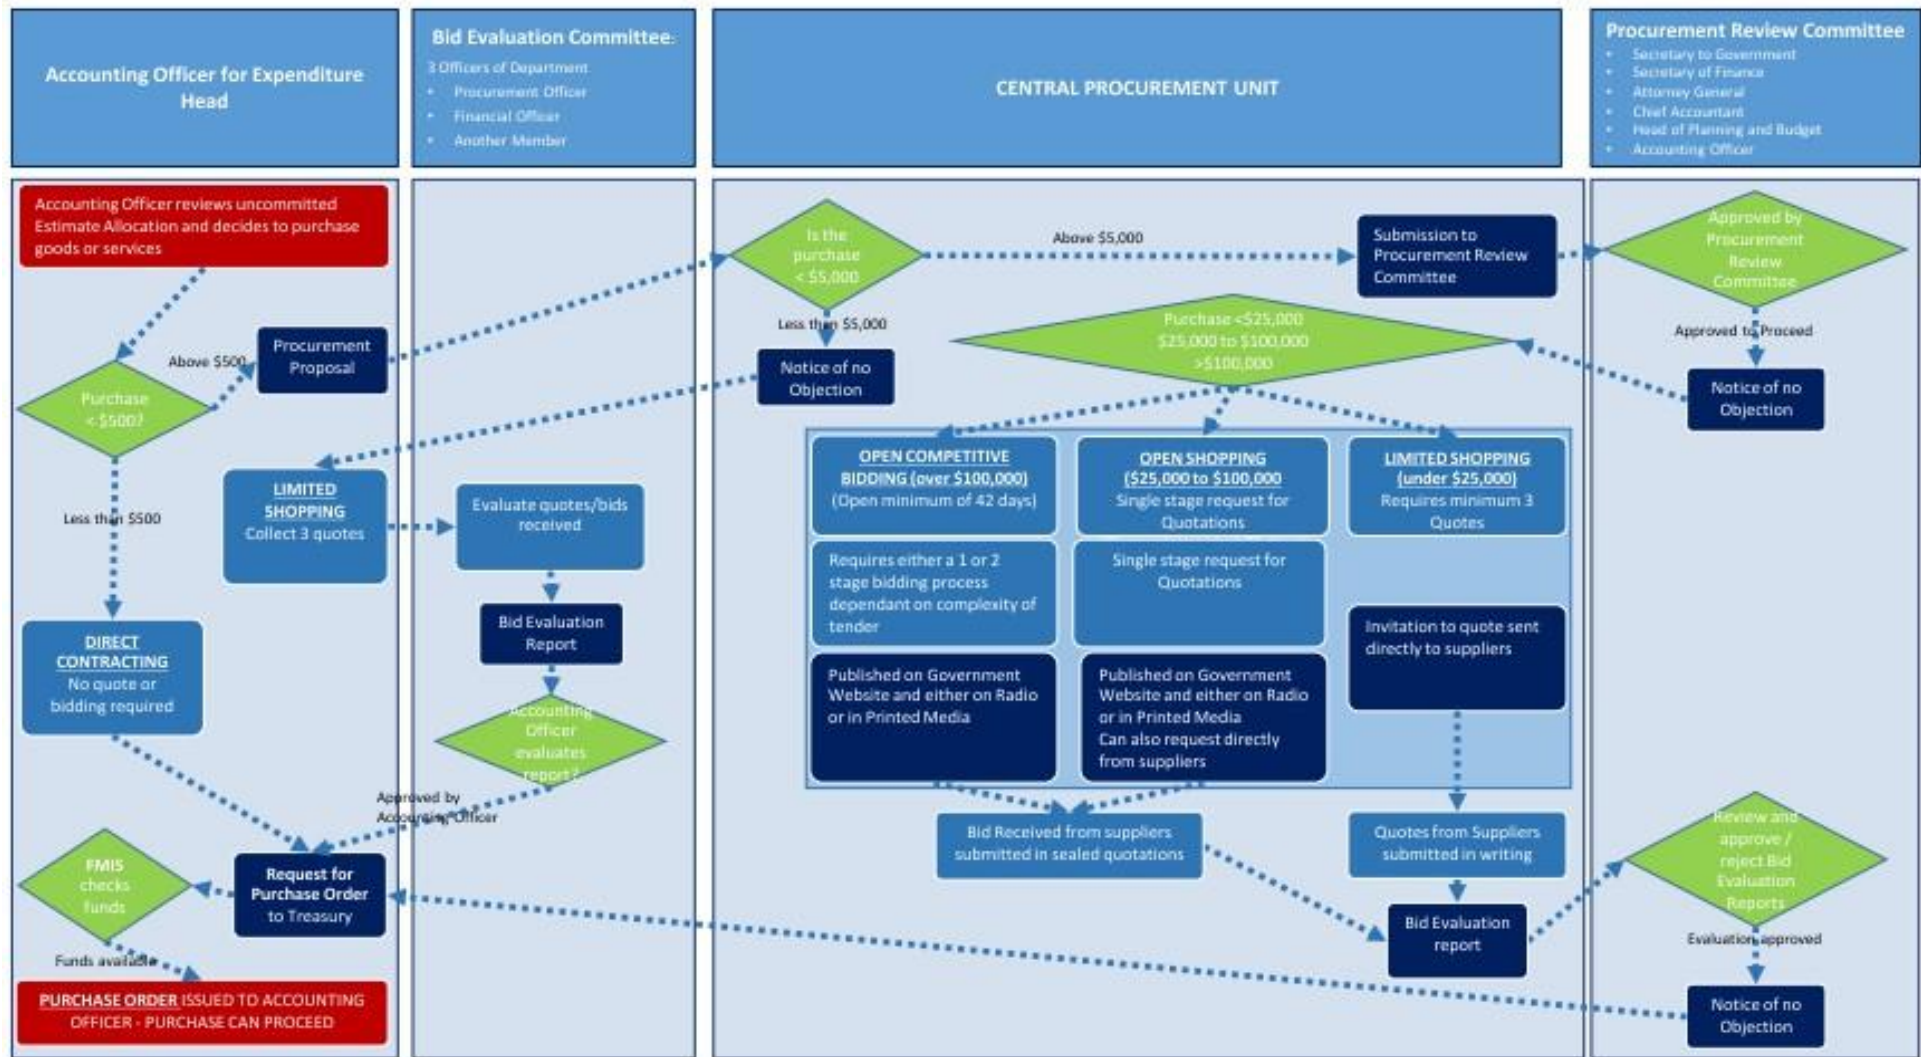 Accounting Officer for Expenditure
Head
Bid Evaluation Committee:
3 Officers of Department
• Procurement Officer
• Financial Officer
• Another Member
CENTRAL PROCUREMENT UNIT
Procurement Review Committee
• Secretary to Government
• Secretary of Finance
• Attorney General
• Chief Accountant
• Head of Planning and Budget
• Accounting Officer
Accounting Officer reviews uncommitted
Estimate Allocation and decides to purchase
goods or services
Purchase
< $500?
Above $500
Procurement
Proposal
Less than $500
LIMITED
SHOPPING
Collect 3 quotes
DIRECT
CONTRACTING
No quote or
bidding required
FMIS
checks
funds
Request for
Purchase Order
to Treasury
Funds available
PURCHASE ORDER ISSUED TO ACCOUNTING
OFFICER - PURCHASE CAN PROCEED
Evaluate quotes/bids
received
Bid Evaluation
Report
Accounting
Officer
evaluates
report?
Approved by
Accounting Officer
Is the
purchase
< $5,000
Above $5,000
Less than $5,000
Notice of no
Objection
Submission to
Procurement Review
Committee
Purchase <$25,000
$25,000 to $100,000
>$100,000
OPEN COMPETITIVE
BIDDING (over $100,000)
(Open minimum of 42 days)
Requires either a 1 or 2
stage bidding process
dependant on complexity of
tender
Published on Government
Website and either on Radio
or in Printed Media
OPEN SHOPPING
($25,000 to $100,000
Single stage request for
Quotations
Single stage request for
Quotations
Published on Government
Website and either on Radio
or in Printed Media
Can also request directly
from suppliers
LIMITED SHOPPING
(under $25,000)
Requires minimum 3
Quotes
Invitation to quote sent
directly to suppliers
Bid Received from suppliers
submitted in sealed quotations
Quotes from Suppliers
submitted in writing
Bid Evaluation
report
Approved by
Procurement
Review
Committee
Approved to Proceed
Notice of no
Objection
Review and
approve /
reject Bid
Evaluation
Reports
Evaluation approved
Notice of no
Objection